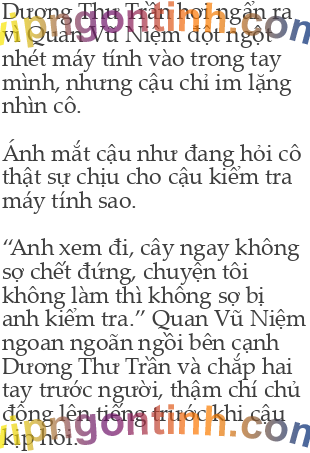 Dương Thư Trần hơi ngẩn ra
vì Quan Vũ Niệm đột ngột
nhét máy tính vào trong tay
mình, nhưng cậu chỉ im lặng
nhìn cô.
Ánh mắt cậu như đang hỏi cô
thật sự chịu cho cậu kiểm tra
máy tính sao.
“Anh xem đi, cây ngay không
sợ chết đứng, chuyện tôi
không làm thì không sợ bị
anh kiểm tra.” Quan Vũ Niệm
ngoan ngoãn ngồi bên cạnh
Dương Thư Trần và chắp hai
tay trước người, thậm chí chủ
động lên tiếng trước khi cậu
kịp hỏi.
vipngontinh.com
vipngontinh.com